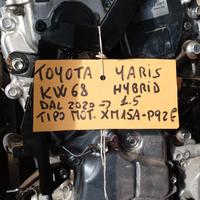 TOYOTA YARIS
KW68 HYBRID
DAL 2020 => 1.5
TIPO MOT. XM15A-P92E